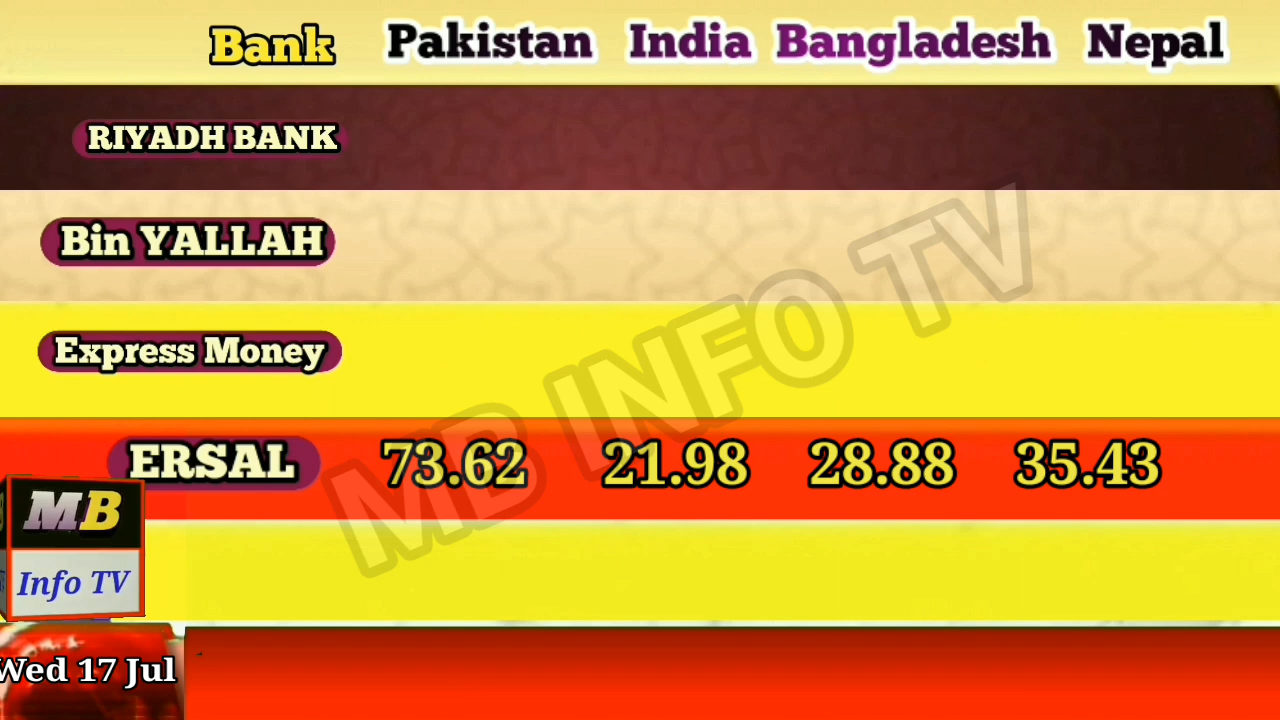 Bank Pakistan India Bangladesh Nepal
RIYADH BANK
Bin YALLAH
Express Money
ERSAL 73.62 21.98 28.88 35.43
MB INFO TV
MB
Info TV
Wed 17 Jul